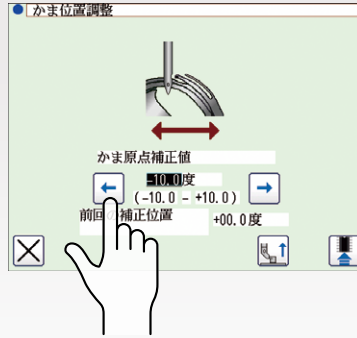 かま位置調整
かま原点補正値
-10.0度
(-10.0 - +10.0)
前回の補正位置
+00.0度